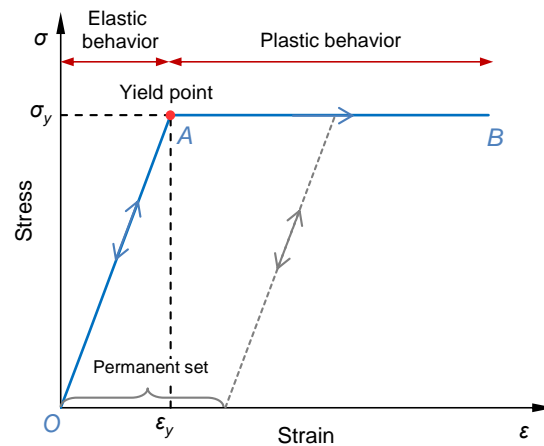 σ
Elastic
behavior
Plastic behavior
Yield point
σy
A
B
Stress
Permanent set
O
εy
Strain
ε